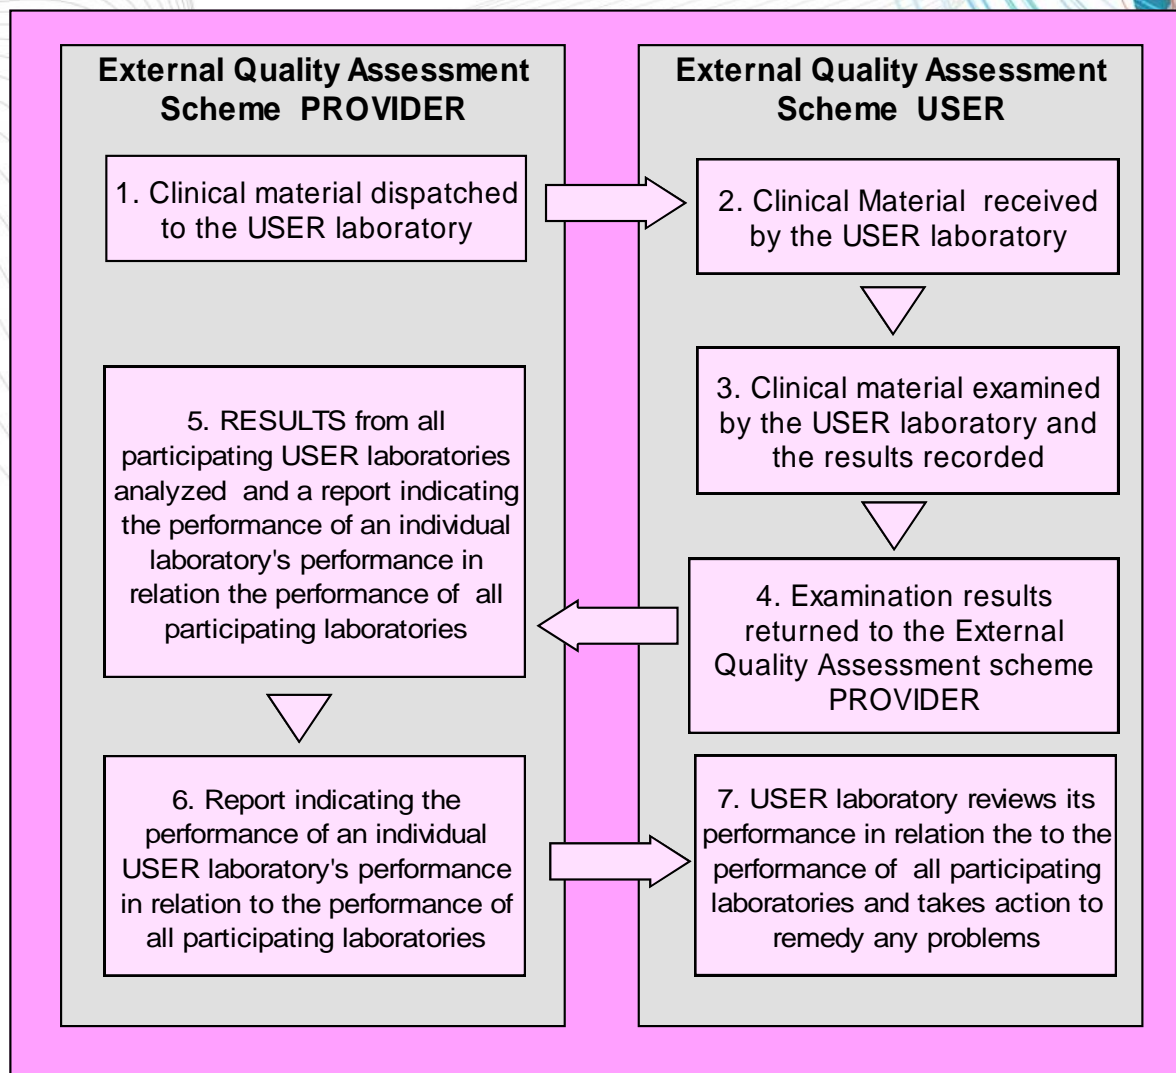 External Quality Assessment
Scheme PROVIDER
External Quality Assessment
Scheme USER
1. Clinical material dispatched
to the USER laboratory
2. Clinical Material received
by the USER laboratory
3. Clinical material examined
by the USER laboratory and
the results recorded
4. Examination results
returned to the External
Quality Assessment scheme
PROVIDER
5. RESULTS from all
participating USER laboratories
analyzed and a report indicating
the performance of an individual
laboratory's performance in
relation the performance of all
participating laboratories
6. Report indicating the
performance of an individual
USER laboratory's performance
in relation to the performance of
all participating laboratories
7. USER laboratory reviews its
performance in relation the to the
performance of all participating
laboratories and takes action to
remedy any problems